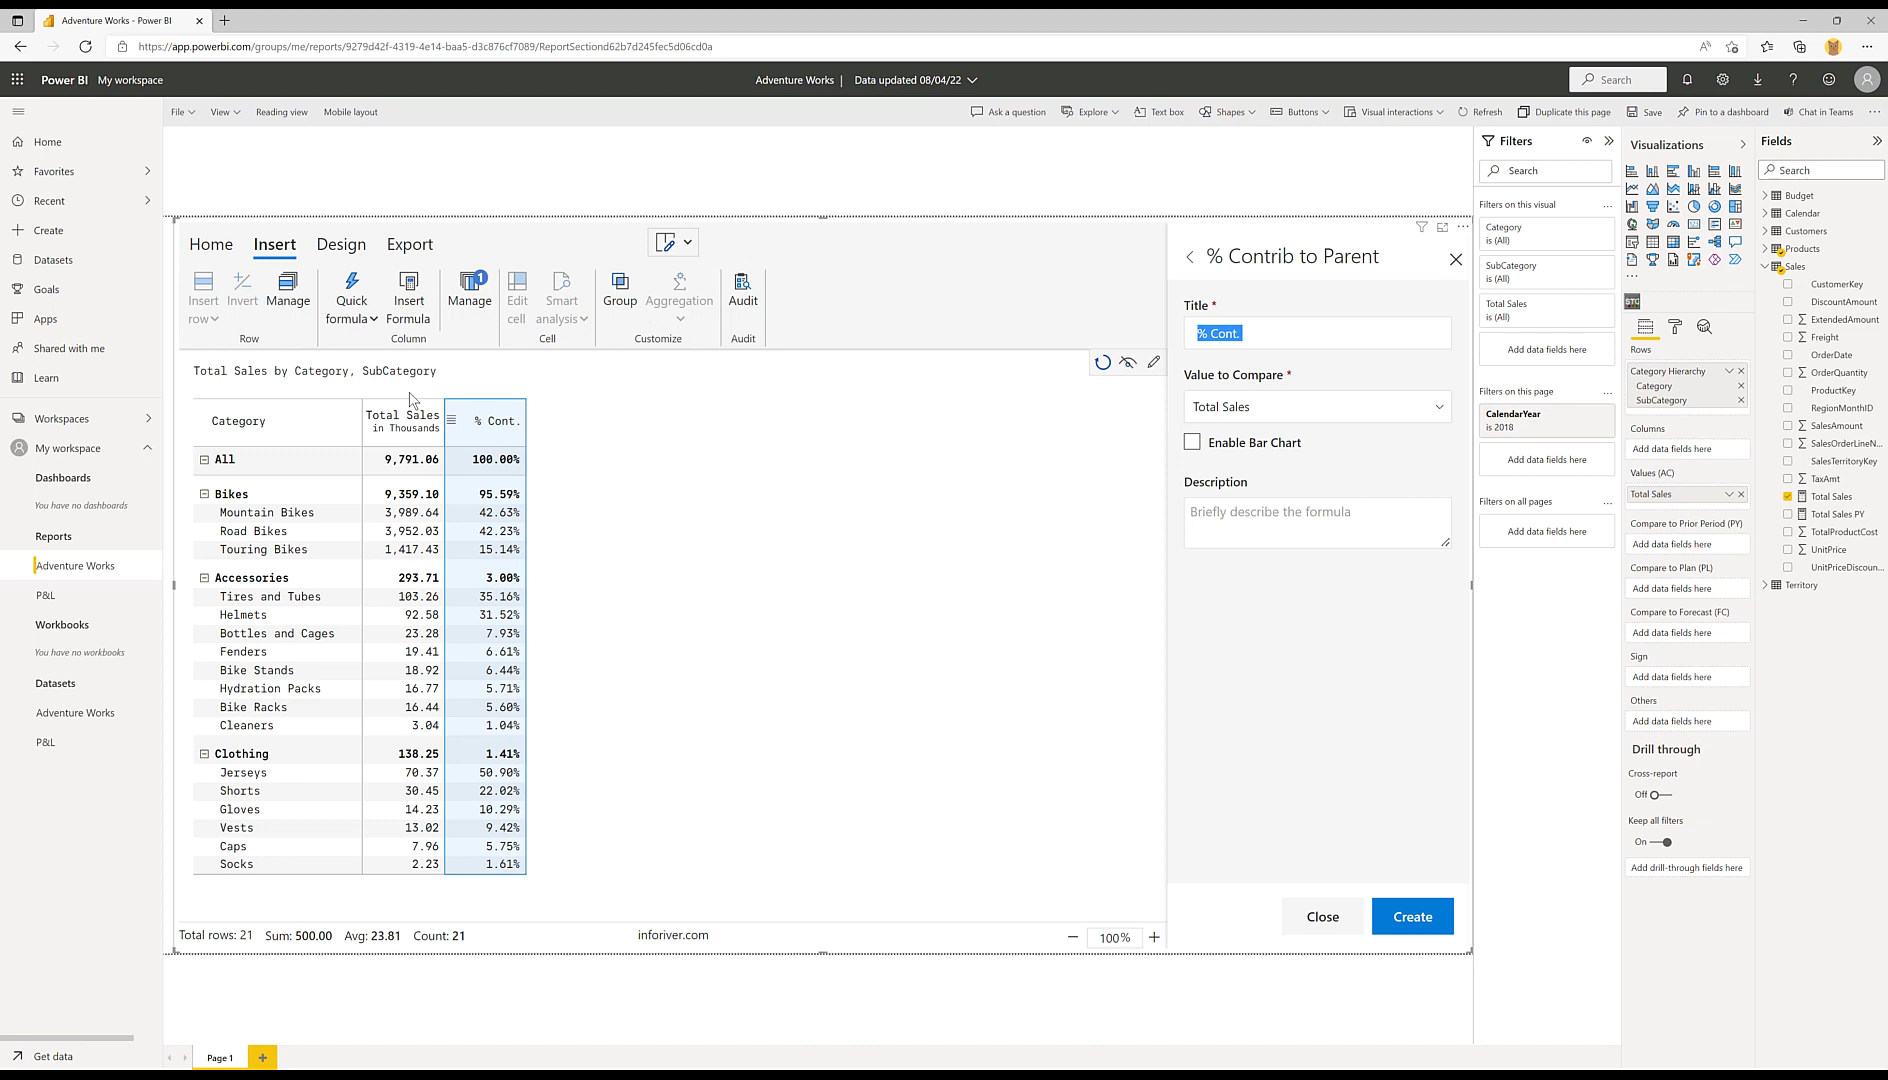 Adventure Works - Power BI
https://app.powerbi.com/groups/me/reports/9279d42f-4319-4e14-baa5-d3c876cf7089/ReportSectiond62b7d245fec5d06cd0a
Power BI My workspace
Adventure Works | Data updated 08/04/22
Search
File View Reading view Mobile layout
Ask a question Explore Text box Shapes Buttons Visual interactions Refresh Duplicate this page Save Pin to a dashboard Chat in Teams
Home
Favorites
Recent
Create
Datasets
Goals
Apps
Shared with me
Learn
Workspaces
My workspace
Dashboards
You have no dashboards
Reports
Adventure Works
P&L
Workbooks
You have no workbooks
Datasets
Adventure Works
P&L
Get data
Home Insert Design Export
Insert row Invert Manage
Row
Quick formula Insert Formula
Column
Manage 1
Edit cell Smart analysis
Cell
Group Aggregation
Customize
Audit
Audit
Total Sales by Category, SubCategory
Category Total Sales in Thousands % Cont.
All 9,791.06 100.00%
Bikes 9,359.10 95.59%
Mountain Bikes 3,989.64 42.63%
Road Bikes 3,952.03 42.23%
Touring Bikes 1,417.43 15.14%
Accessories 293.71 3.00%
Tires and Tubes 103.26 35.16%
Helmets 92.58 31.52%
Bottles and Cages 23.28 7.93%
Fenders 19.41 6.61%
Bike Stands 18.92 6.44%
Hydration Packs 16.77 5.71%
Bike Racks 16.44 5.60%
Cleaners 3.04 1.04%
Clothing 138.25 1.41%
Jerseys 70.37 50.90%
Shorts 30.45 22.02%
Gloves 14.23 10.29%
Vests 13.02 9.42%
Caps 7.96 5.75%
Socks 2.23 1.61%
Total rows: 21 Sum: 500.00 Avg: 23.81 Count: 21 inforiver.com 100%
Page 1
% Contrib to Parent
Title *
% Cont.
Value to Compare *
Total Sales
Enable Bar Chart
Description
Briefly describe the formula
Close Create
Filters
Search
Filters on this visual
Category
is (All)
SubCategory
is (All)
Total Sales
is (All)
Add data fields here
Filters on this page
CalendarYear
is 2018
Add data fields here
Filters on all pages
Add data fields here
Visualizations
STC
Rows
Category Hierarchy
Category
SubCategory
Columns
Add data fields here
Values (AC)
Total Sales
Compare to Prior Period (PY)
Add data fields here
Compare to Plan (PL)
Add data fields here
Compare to Forecast (FC)
Add data fields here
Sign
Add data fields here
Others
Add data fields here
Drill through
Cross-report
Off
Keep all filters
On
Add drill-through fields here
Fields
Search
Budget
Calendar
Customers
Products
Sales
CustomerKey
DiscountAmount
ExtendedAmount
Freight
OrderDate
OrderQuantity
ProductKey
RegionMonthID
SalesAmount
SalesOrderLineN...
SalesTerritoryKey
TaxAmt
Total Sales
Total Sales PY
TotalProductCost
UnitPrice
UnitPriceDiscoun...
Territory